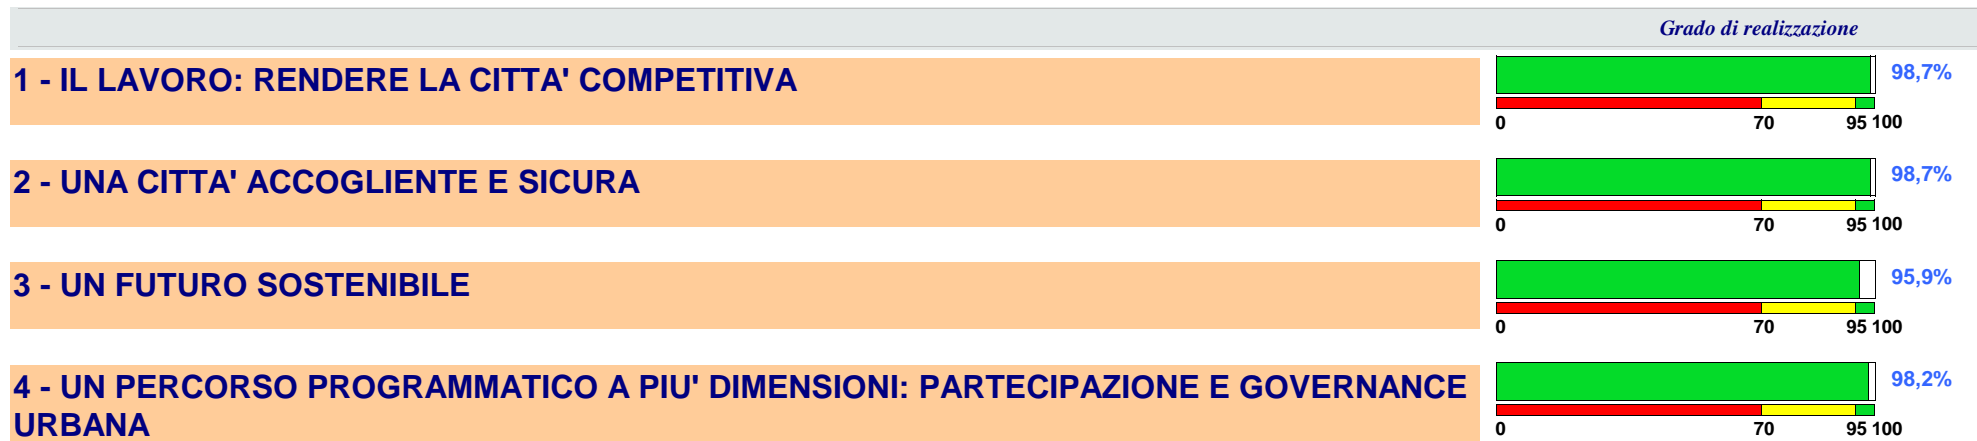 Grado di realizzazione
1 - IL LAVORO: RENDERE LA CITTA' COMPETITIVA
98,7%
0 70 95 100
2 - UNA CITTA' ACCOGLIENTE E SICURA
98,7%
0 70 95 100
3 - UN FUTURO SOSTENIBILE
95,9%
0 70 95 100
4 - UN PERCORSO PROGRAMMATICO A PIU' DIMENSIONI: PARTECIPAZIONE E GOVERNANCE
URBANA
98,2%
0 70 95 100